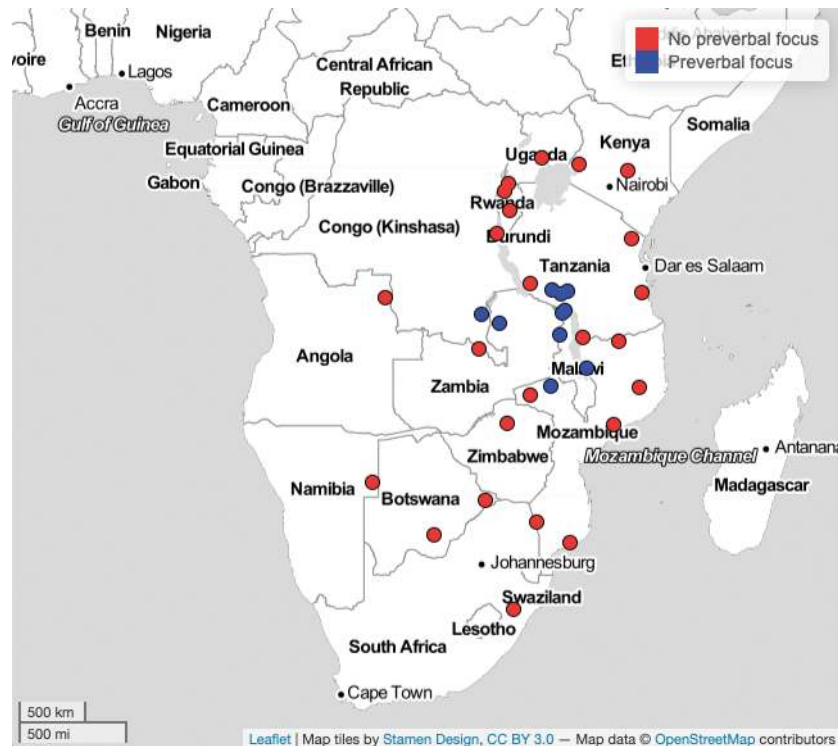 Benin
Nigeria
No preverbal focus
Preverbal focus
Lagos
Central African
Republic
Accra
Gulf of Guinea
Cameroon
Somalia
Equatorial Guinea
Uganda
Kenya
Gabon
Congo (Brazzaville)
Nairobi
Rwanda
Congo (Kinshasa)
Burundi
Tanzania
Dar es Salaam
Angola
Malawi
Zambia
Mozambique
Zimbabwe
Mozambique Channel
Antanana
Namibia
Botswana
Madagascar
Johannesburg
Swaziland
Lesotho
South Africa
Cape Town
500 km
500 mi
Leaflet | Map tiles by Stamen Design, CC BY 3.0 — Map data © OpenStreetMap contributors